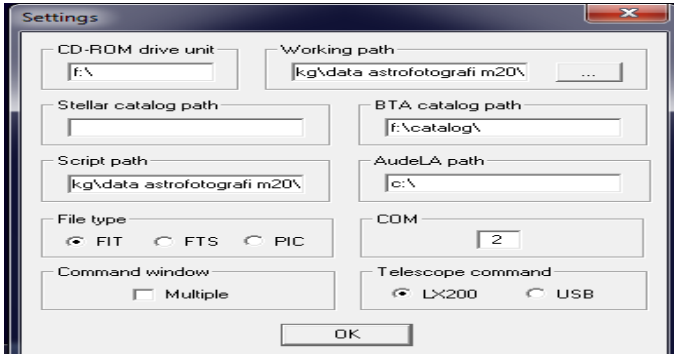 Settings
CD-ROM drive unit
f:\
Working path
kg\data astrofotografi m20\
...
Stellar catalog path
BTA catalog path
f:\catalog\
Script path
kg\data astrofotografi m20\
AudeLA path
c:\
File type
FIT FTS PIC
COM
2
Command window
Multiple
Telescope command
LX200 USB
OK